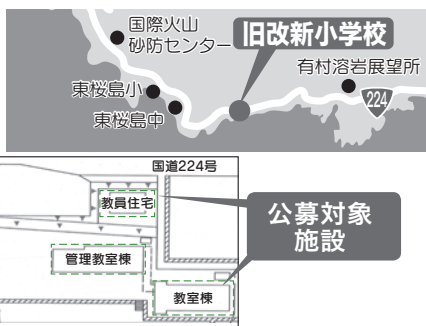 国際火山
砂防センター
旧改新小学校
有村溶岩展望所
東桜島小
東桜島中
224
国道224号
教員住宅
公募対象
施設
管理教室棟
教室棟